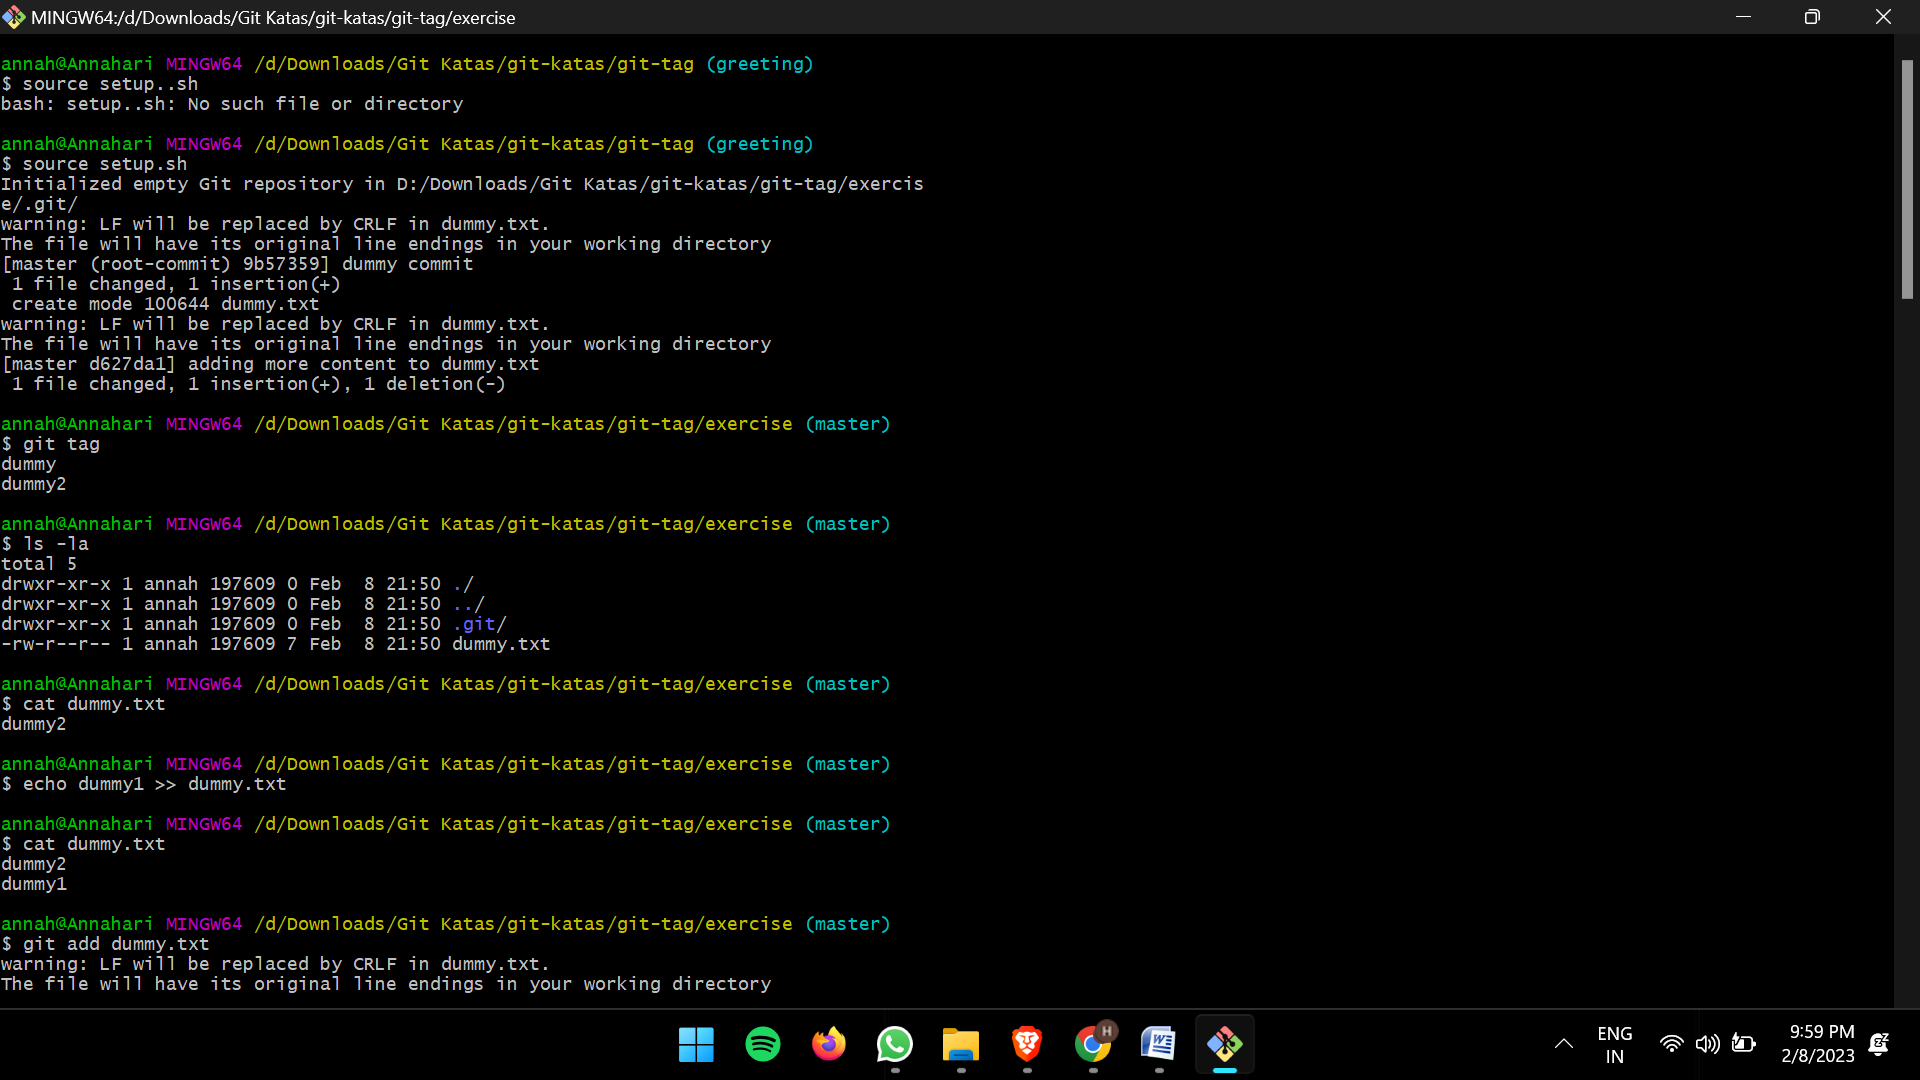 MINGW64:/d/Downloads/Git Katas/git-katas/git-tag/exercise
annah@Annahari MINGW64 /d/Downloads/Git Katas/git-katas/git-tag (greeting)
$ source setup..sh
bash: setup..sh: No such file or directory
annah@Annahari MINGW64 /d/Downloads/Git Katas/git-katas/git-tag (greeting)
$ source setup.sh
Initialized empty Git repository in D:/Downloads/Git Katas/git-katas/git-tag/exercis
e/.git/
warning: LF will be replaced by CRLF in dummy.txt.
The file will have its original line endings in your working directory
[master (root-commit) 9b57359] dummy commit
 1 file changed, 1 insertion(+)
 create mode 100644 dummy.txt
warning: LF will be replaced by CRLF in dummy.txt.
The file will have its original line endings in your working directory
[master d627da1] adding more content to dummy.txt
 1 file changed, 1 insertion(+), 1 deletion(-)
annah@Annahari MINGW64 /d/Downloads/Git Katas/git-katas/git-tag/exercise (master)
$ git tag
dummy
dummy2
annah@Annahari MINGW64 /d/Downloads/Git Katas/git-katas/git-tag/exercise (master)
$ ls -la
total 5
drwxr-xr-x 1 annah 197609 0 Feb  8 21:50 ./
drwxr-xr-x 1 annah 197609 0 Feb  8 21:50 ../
drwxr-xr-x 1 annah 197609 0 Feb  8 21:50 .git/
-rw-r--r-- 1 annah 197609 7 Feb  8 21:50 dummy.txt
annah@Annahari MINGW64 /d/Downloads/Git Katas/git-katas/git-tag/exercise (master)
$ cat dummy.txt
dummy2
annah@Annahari MINGW64 /d/Downloads/Git Katas/git-katas/git-tag/exercise (master)
$ echo dummy1 >> dummy.txt
annah@Annahari MINGW64 /d/Downloads/Git Katas/git-katas/git-tag/exercise (master)
$ cat dummy.txt
dummy2
dummy1
annah@Annahari MINGW64 /d/Downloads/Git Katas/git-katas/git-tag/exercise (master)
$ git add dummy.txt
warning: LF will be replaced by CRLF in dummy.txt.
The file will have its original line endings in your working directory
H
W
ENG
IN
9:59 PM
2/8/2023